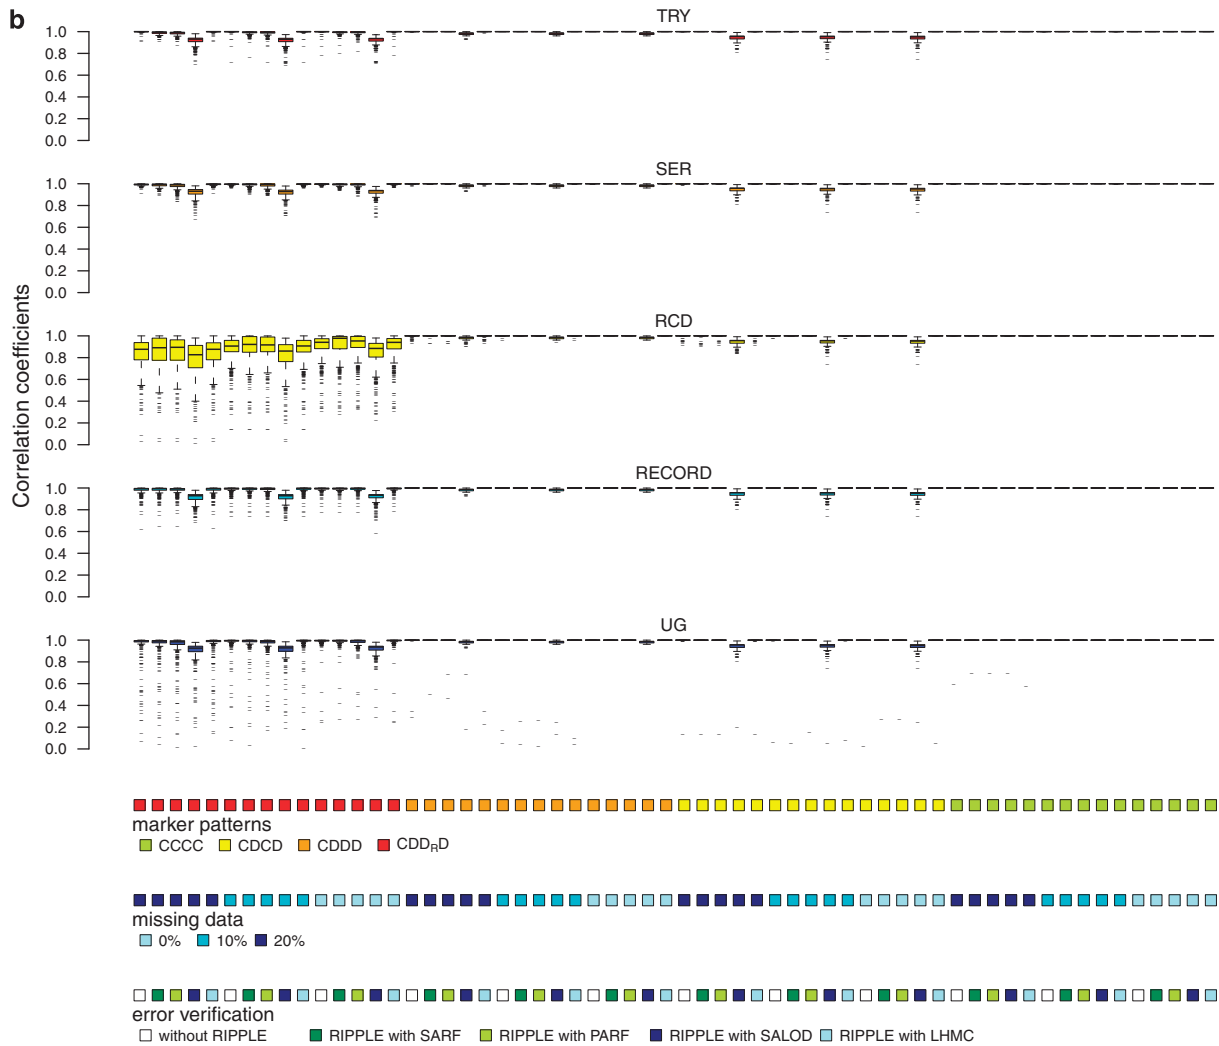 b
TRY
1.0
0.8
0.6
0.4
0.2
0.0
SER
1.0
0.8
0.6
0.4
0.2
0.0
RCD
1.0
0.8
0.6
0.4
0.2
0.0
RECORD
1.0
0.8
0.6
0.4
0.2
0.0
UG
1.0
0.8
0.6
0.4
0.2
0.0
Correlation coefficients
marker patterns
CCCC CDCD CDDD CDDRD
missing data
0% 10% 20%
error verification
without RIPPLE RIPPLE with SARF RIPPLE with PARF RIPPLE with SALOD RIPPLE with LHMC